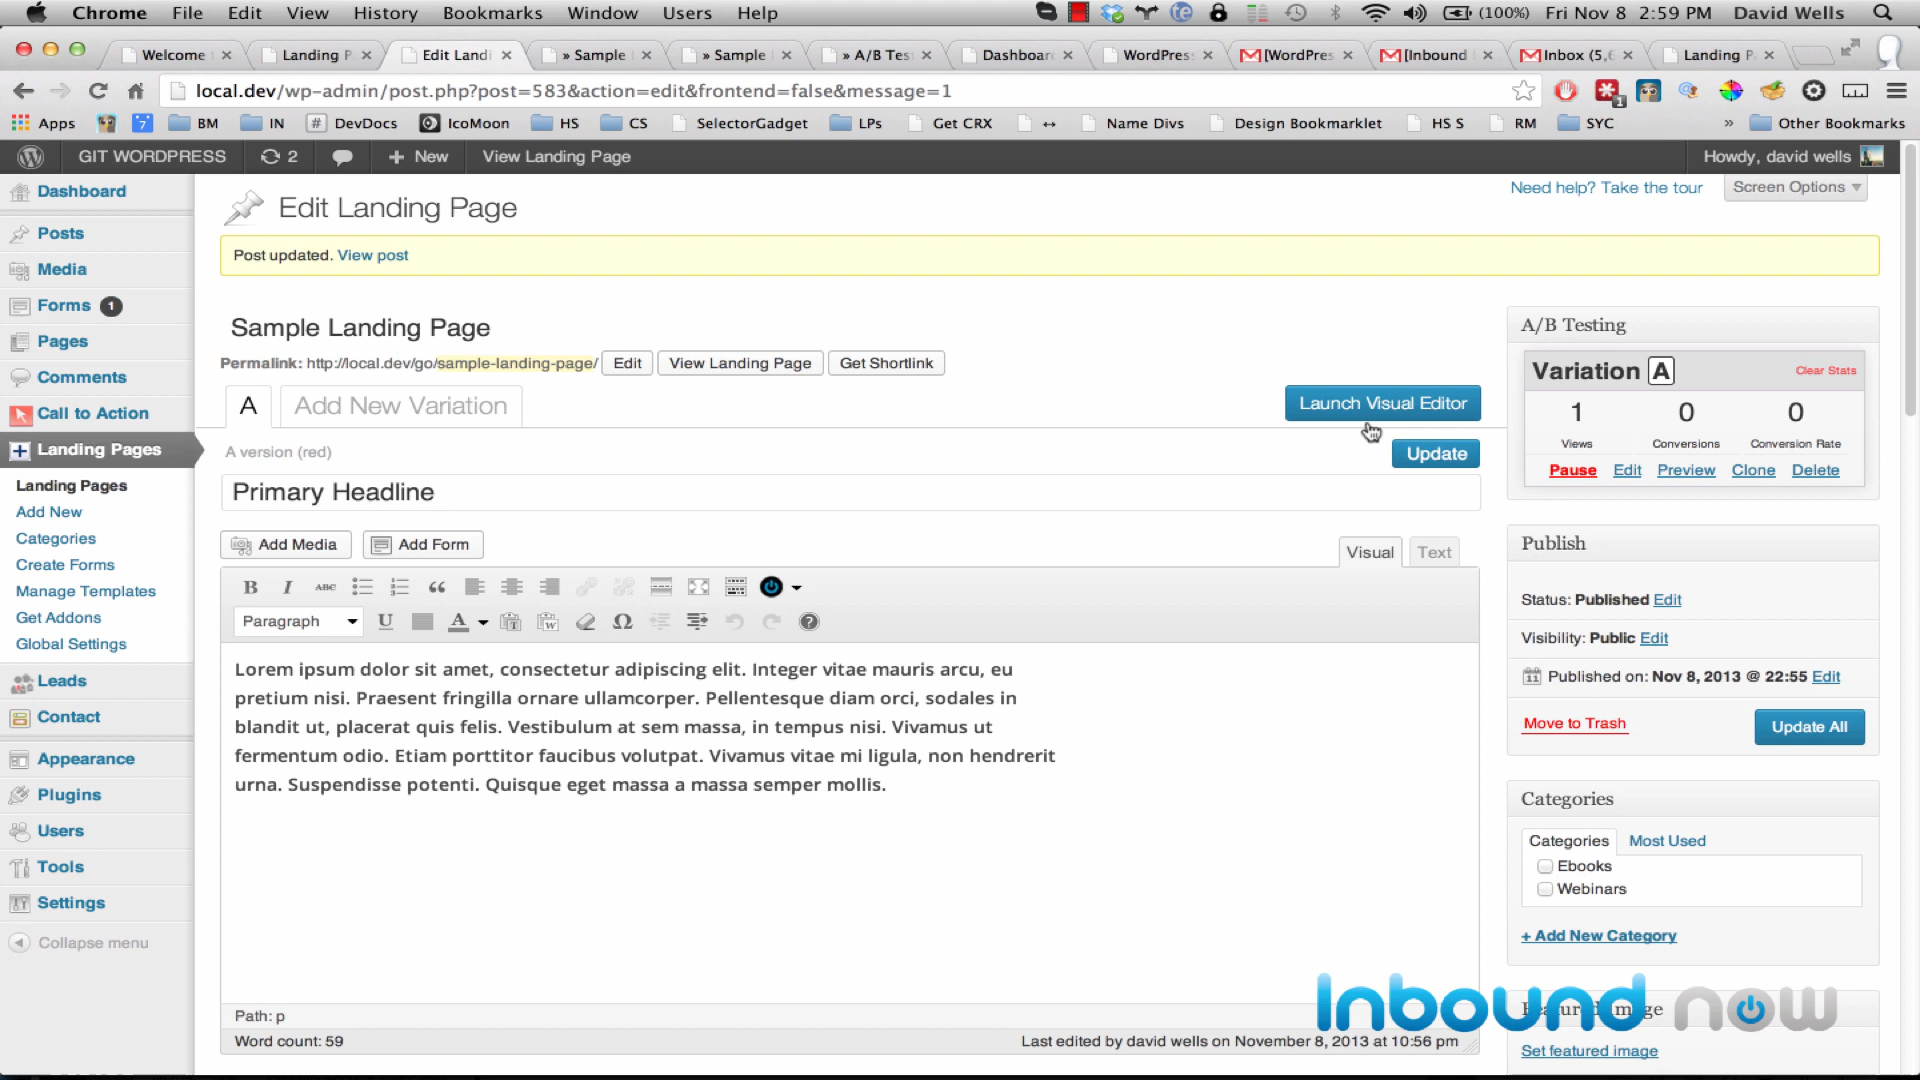 Chrome File Edit View History Bookmarks Window Users Help (100%) Fri Nov 8 2:59 PM David Wells
Welcome Landing P Edit Landi » Sample » Sample » A/B Tes Dashboar WordPres [WordPres [Inbound Inbox (5,6 Landing P
local.dev/wp-admin/post.php?post=583&action=edit&frontend=false&message=1
Apps 7 BM IN # DevDocs IcoMoon HS CS SelectorGadget LPs Get CRX ↔ Name Divs Design Bookmarklet HS S RM SYC » Other Bookmarks
GIT WORDPRESS 2 + New View Landing Page Howdy, david wells
Need help? Take the tour Screen Options
Dashboard
Posts
Media
Forms 1
Pages
Comments
Call to Action
Landing Pages
Landing Pages
Add New
Categories
Create Forms
Manage Templates
Get Addons
Global Settings
Leads
Contact
Appearance
Plugins
Users
Tools
Settings
Collapse menu
Edit Landing Page
Post updated. View post
Sample Landing Page
Permalink: http://local.dev/go/sample-landing-page/ Edit View Landing Page Get Shortlink
A Add New Variation Launch Visual Editor
A version (red) Update
Primary Headline
Add Media Add Form Visual Text
B I ABC
Paragraph U A
Lorem ipsum dolor sit amet, consectetur adipiscing elit. Integer vitae mauris arcu, eu
pretium nisi. Praesent fringilla ornare ullamcorper. Pellentesque diam orci, sodales in
blandit ut, placerat quis felis. Vestibulum at sem massa, in tempus nisi. Vivamus ut
fermentum odio. Etiam porttitor faucibus volutpat. Vivamus vitae mi ligula, non hendrerit
urna. Suspendisse potenti. Quisque eget massa a massa semper mollis.
Path: p
Word count: 59 Last edited by david wells on November 8, 2013 at 10:56 pm
A/B Testing
Variation A Clear Stats
1 0 0
Views Conversions Conversion Rate
Pause Edit Preview Clone Delete
Publish
Status: Published Edit
Visibility: Public Edit
11 Published on: Nov 8, 2013 @ 22:55 Edit
Move to Trash Update All
Categories
Categories Most Used
Ebooks
Webinars
+ Add New Category
Featured Image
Inbound now
Set featured image